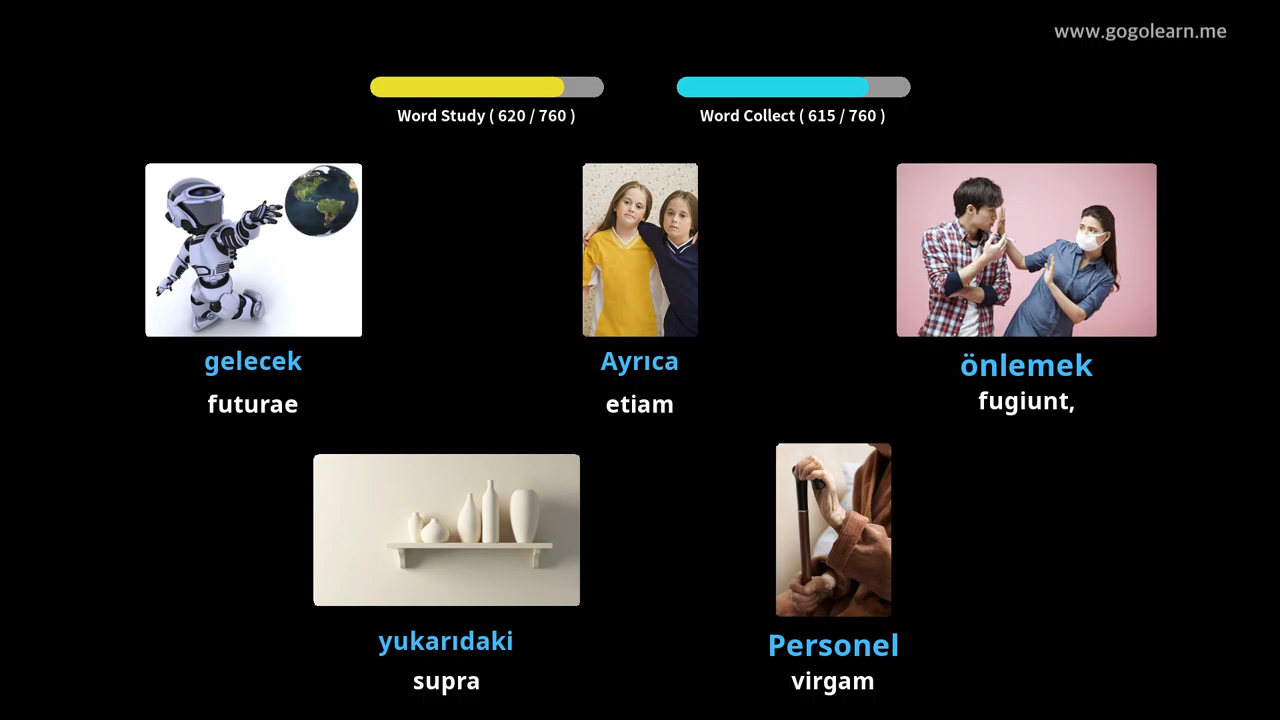 www.gogolearn.me
Word Study ( 620 / 760 )
Word Collect ( 615 / 760 )
gelecek
futurae
Ayrıca
etiam
önlemek
fugiunt,
yukarıdaki
supra
Personel
virgam